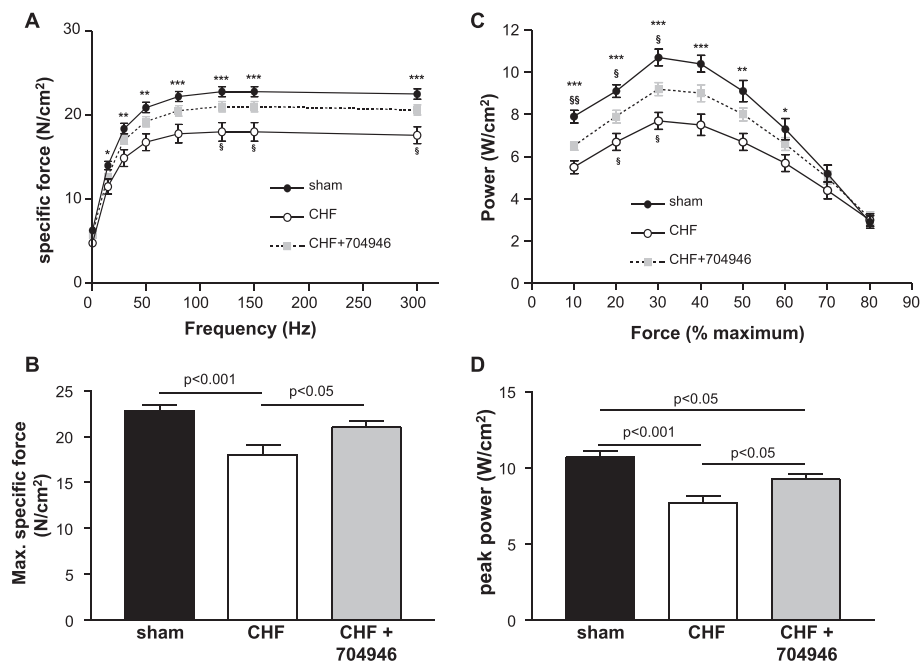 A
specific force (N/cm²)
30
20
10
0
* ** ** *** *** *** ***
§ § §
sham
CHF
CHF+704946
0 50 100 150 200 250 300
Frequency (Hz)
C
Power (W/cm²)
12
10
8
6
4
2
0
*** *** *** *** ** *
§§ § §
§ §
sham
CHF
CHF+704946
0 10 20 30 40 50 60 70 80 90
Force (% maximum)
B
Max. specific force
(N/cm²)
25
20
15
10
5
0
p<0.001 p<0.05
sham CHF CHF +
704946
D
peak power (W/cm²)
15
10
5
0
p<0.05
p<0.001
p<0.05
sham CHF CHF +
704946